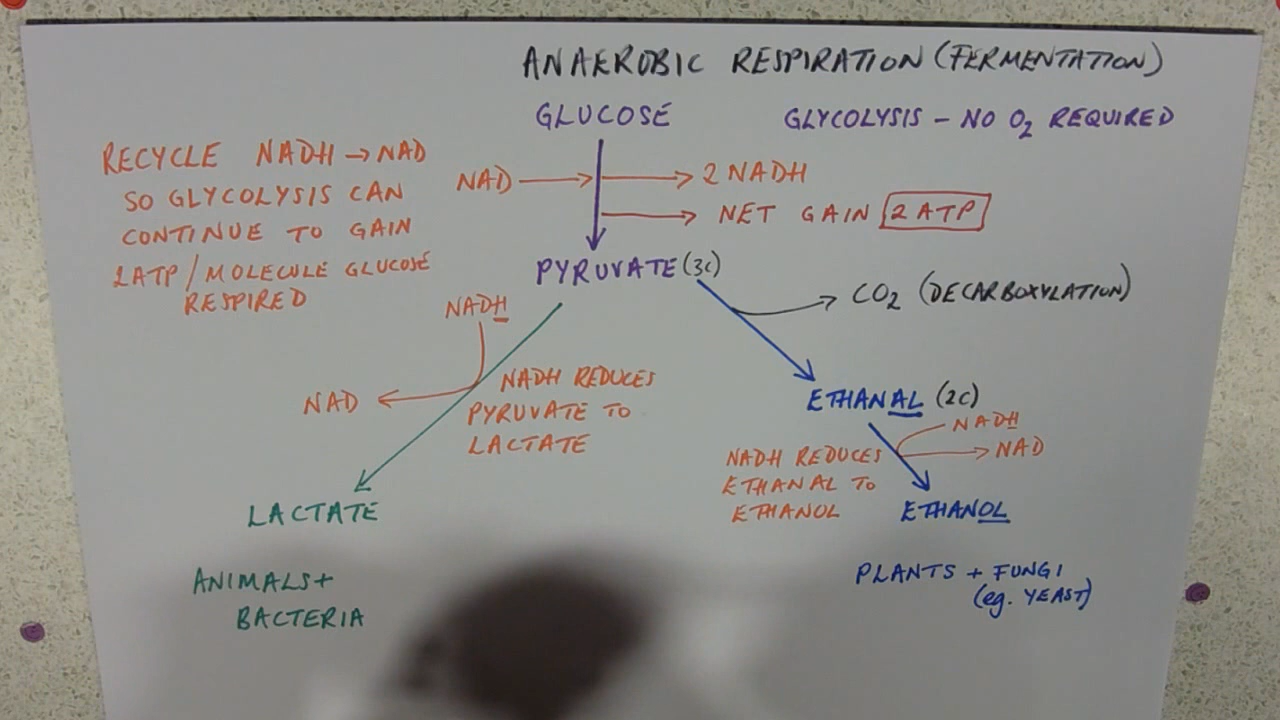 ANAEROBIC RESPIRATION (FERMENTATION)
GLUCOSE
GLYCOLYSIS - NO O₂ REQUIRED
RECYCLE NADH → NAD
SO GLYCOLYSIS CAN
CONTINUE TO GAIN
2ATP / MOLECULE GLUCOSE
RESPIRED
NAD
2 NADH
NET GAIN 2 ATP
PYRUVATE (3C)
CO₂ (DECARBOXYLATION)
NADH
NAD
NADH REDUCES
PYRUVATE TO
LACTATE
LACTATE
ANIMALS +
BACTERIA
ETHANAL (2C)
NADH
NAD
NADH REDUCES
ETHANAL TO
ETHANOL
ETHANOL
PLANTS + FUNGI
(eg. YEAST)